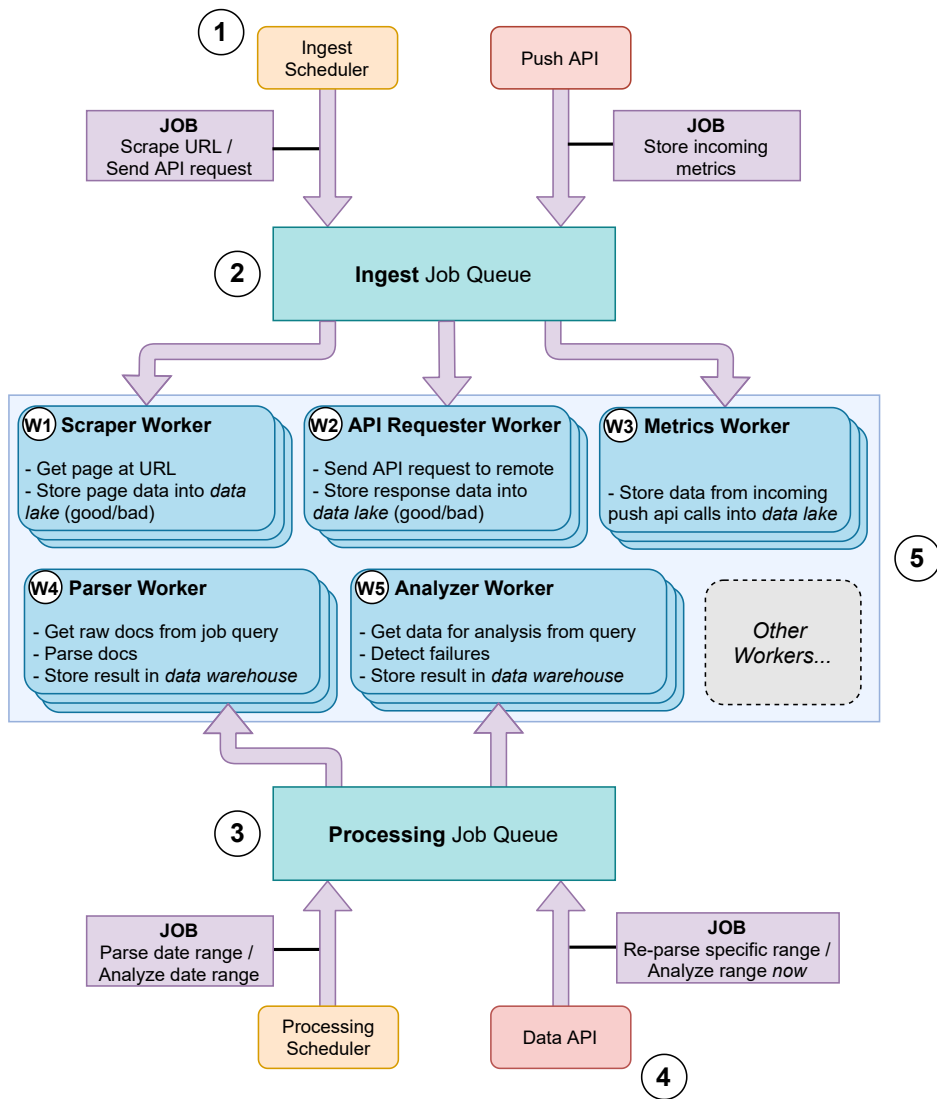 1
Ingest
Scheduler
Push API
JOB
Scrape URL /
Send API request
JOB
Store incoming
metrics
2
Ingest Job Queue
W1 Scraper Worker
- Get page at URL
- Store page data into data
lake (good/bad)
W2 API Requester Worker
- Send API request to remote
- Store response data into
data lake (good/bad)
W3 Metrics Worker
- Store data from incoming
push api calls into data lake
5
W4 Parser Worker
- Get raw docs from job query
- Parse docs
- Store result in data warehouse
W5 Analyzer Worker
- Get data for analysis from query
- Detect failures
- Store result in data warehouse
Other
Workers...
3
Processing Job Queue
JOB
Parse date range /
Analyze date range
JOB
Re-parse specific range /
Analyze range now
Processing
Scheduler
Data API
4